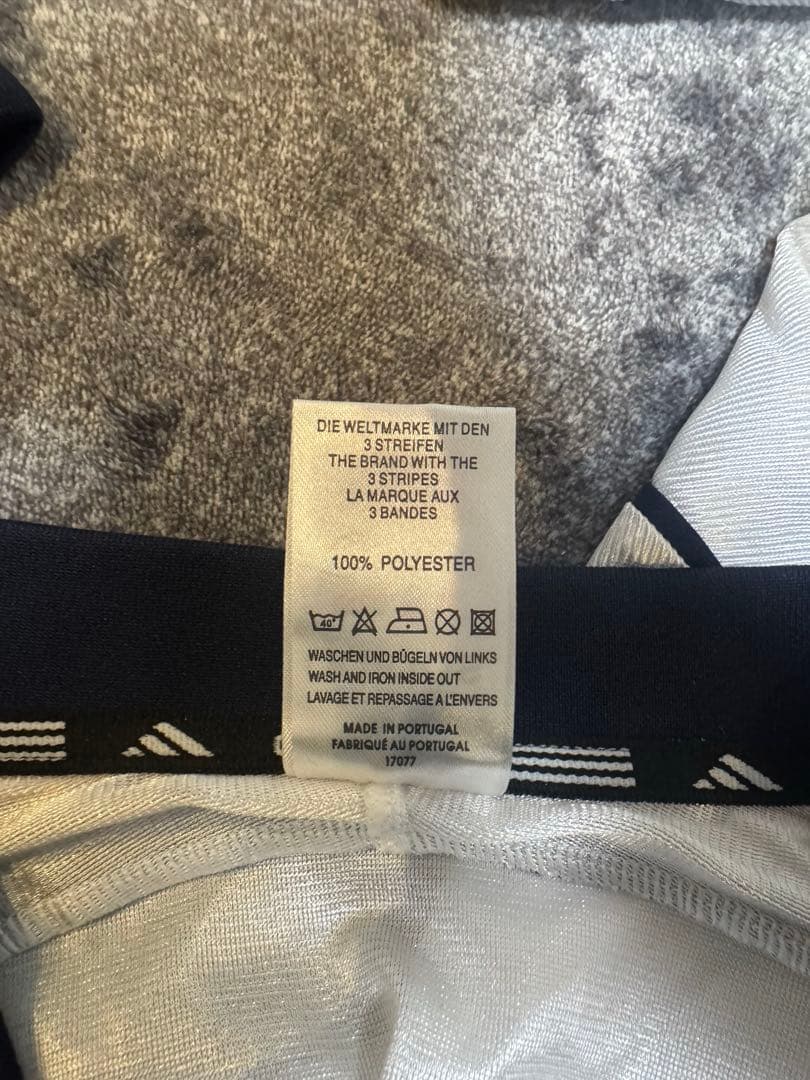 DIE WELTMARKE MIT DEN
3 STREIFEN
THE BRAND WITH THE
3 STRIPES
LA MARQUE AUX
3 BANDES
100% POLYESTER
40°
WASCHEN UND BÜGELN VON LINKS
WASH AND IRON INSIDE OUT
LAVAGE ET REPASSAGE A L'ENVERS
MADE IN PORTUGAL
FABRIQUÉ AU PORTUGAL
17077